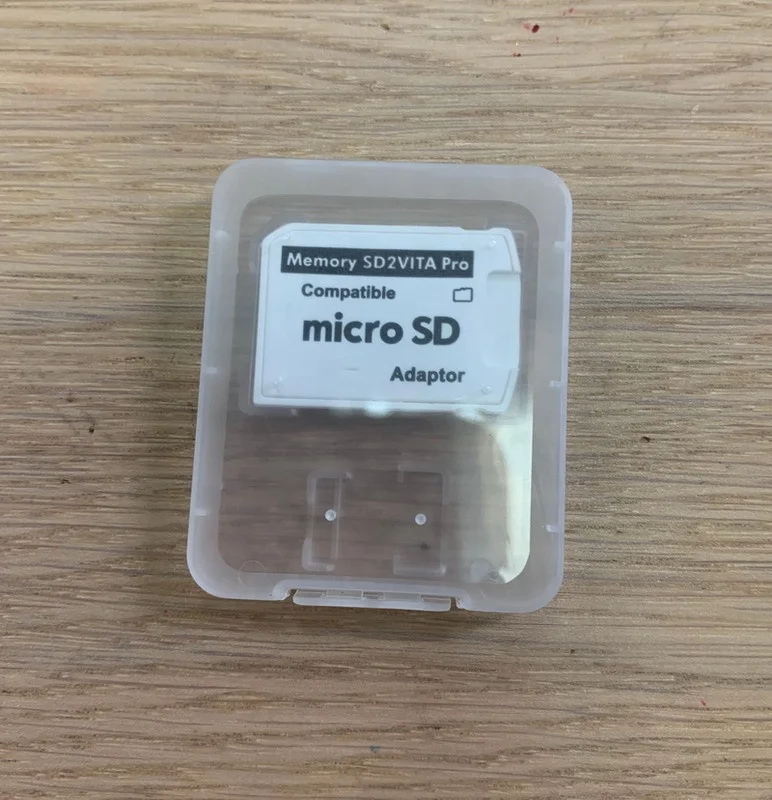 Memory SD2VITA Pro
Compatible
micro SD
Adaptor